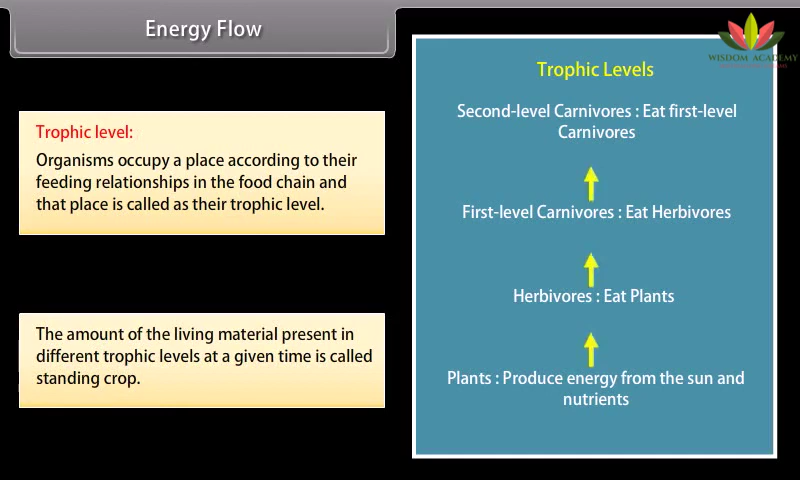 Energy Flow
WISDOM ACADEMY
Trophic level:
Organisms occupy a place according to their
feeding relationships in the food chain and
that place is called as their trophic level.
The amount of the living material present in
different trophic levels at a given time is called
standing crop.
Trophic Levels
Second-level Carnivores : Eat first-level
Carnivores
First-level Carnivores : Eat Herbivores
Herbivores : Eat Plants
Plants : Produce energy from the sun and
nutrients